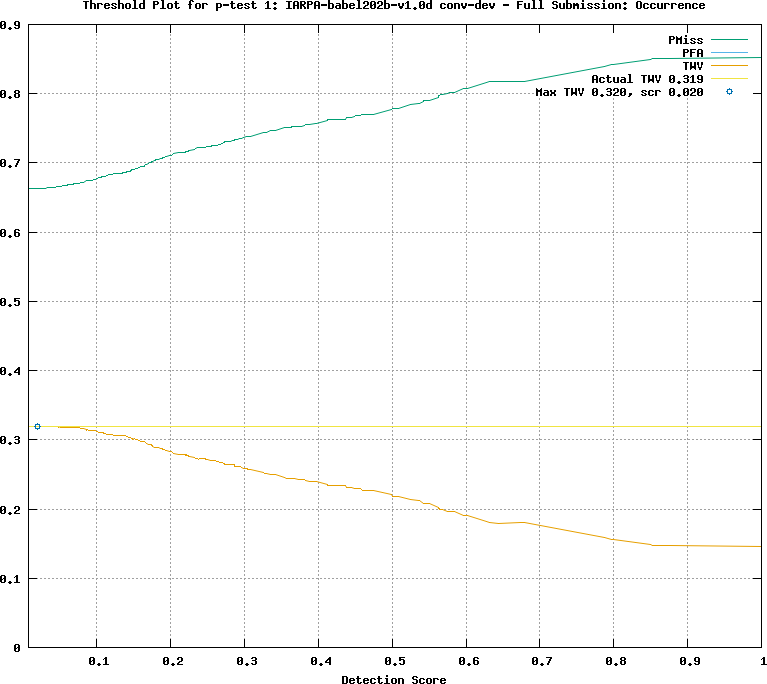 Threshold Plot for p-test 1: IARPA-babel202b-v1.0d conv-dev - Full Submission: Occurrence
0.9
PMiss
PFA
TWV
Actual TWV 0.319
Max TWV 0.320, scr 0.020
0.8
0.7
0.6
0.5
0.4
0.3
0.2
0.1
0
0.1 0.2 0.3 0.4 0.5 0.6 0.7 0.8 0.9 1
Detection Score